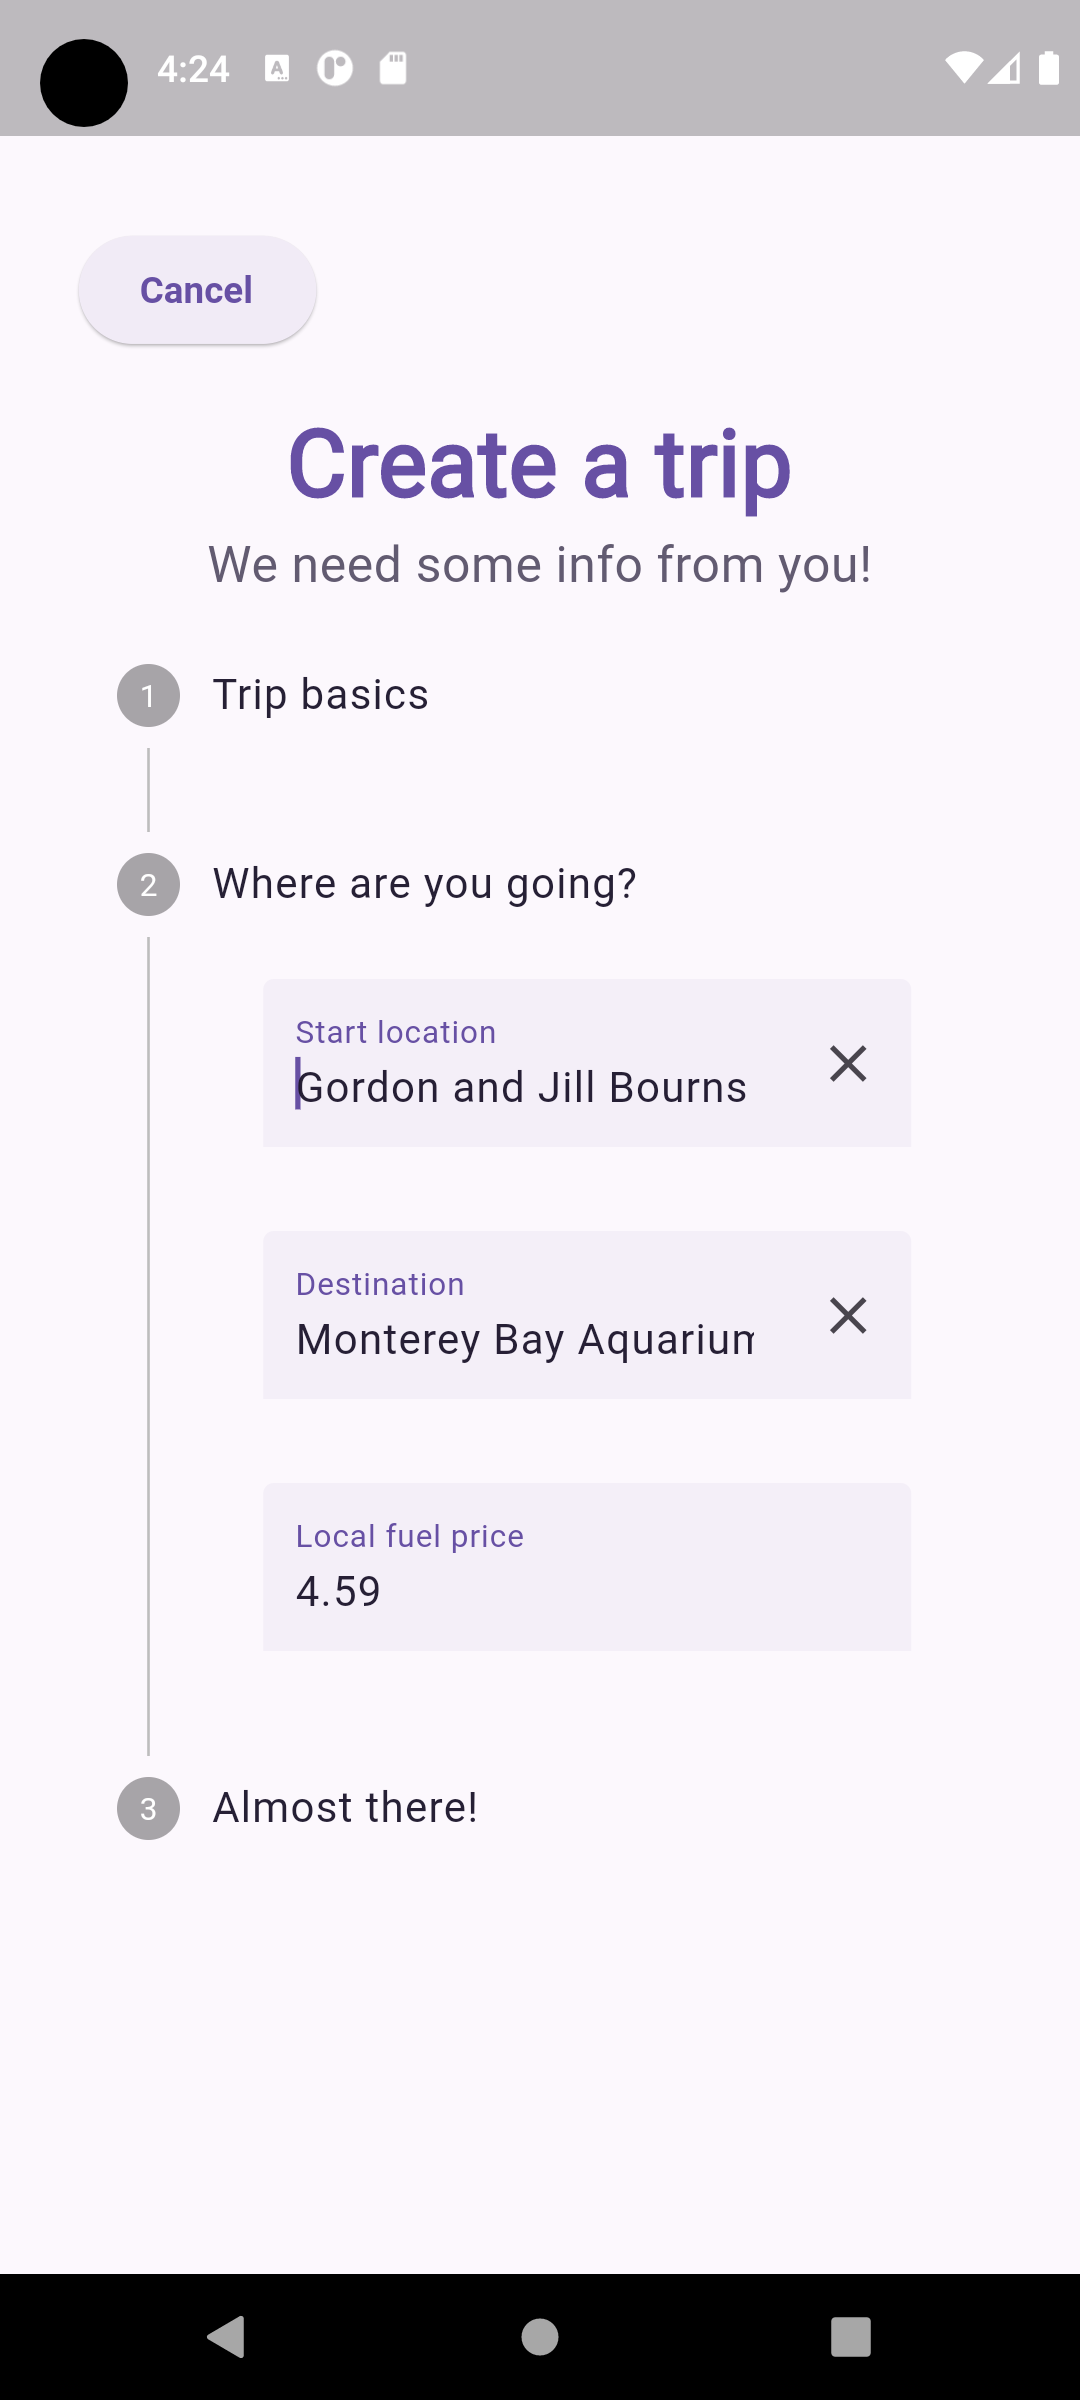 4:24
Cancel
Create a trip
We need some info from you!
1 Trip basics
2 Where are you going?
Start location
Gordon and Jill Bourns
Destination
Monterey Bay Aquarium
Local fuel price
4.59
3 Almost there!